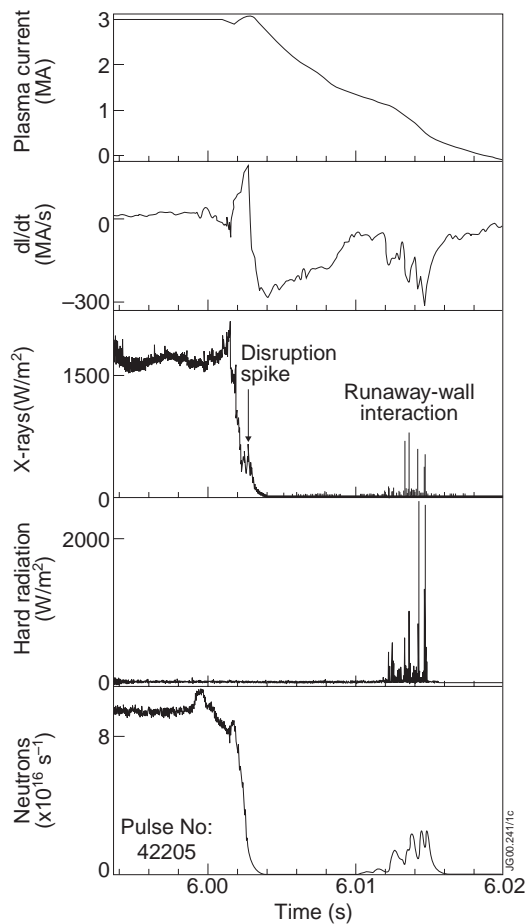 3
2
1
0
Plasma current
(MA)
0
–300
dI/dt
(MA/s)
1500
0
X-rays(W/m²)
Disruption
spike
Runaway-wall
interaction
2000
0
Hard radiation
(W/m²)
8
0
Neutrons
(x10¹⁶ s⁻¹)
Pulse No:
42205
JG00.241/1c
6.00
6.01
6.02
Time (s)